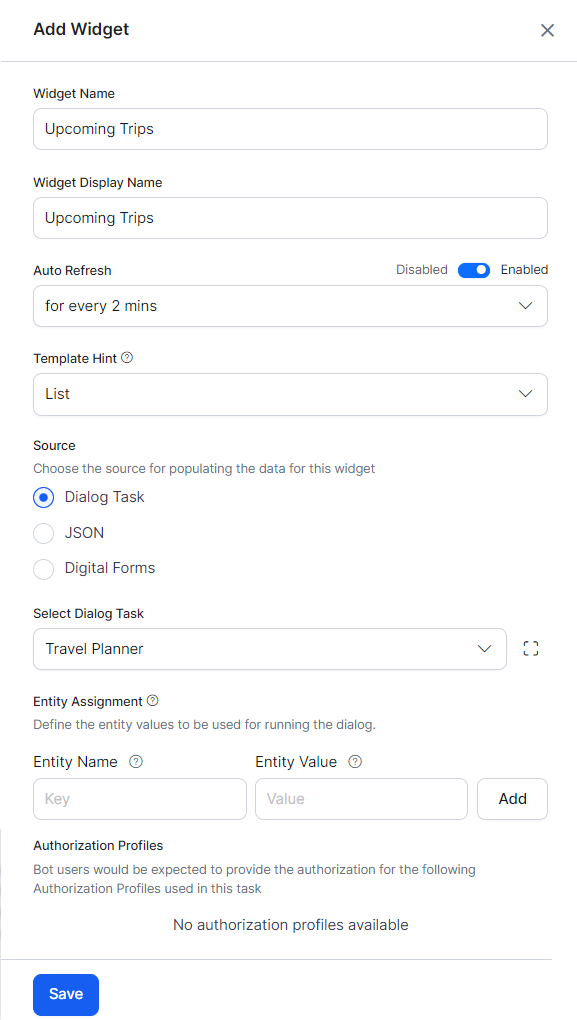 Add Widget
Widget Name
Upcoming Trips
Widget Display Name
Upcoming Trips
Auto Refresh Disabled Enabled
for every 2 mins
Template Hint ?
List
Source
Choose the source for populating the data for this widget
Dialog Task
JSON
Digital Forms
Select Dialog Task
Travel Planner
Entity Assignment ?
Define the entity values to be used for running the dialog.
Entity Name ? Entity Value ?
Key Value Add
Authorization Profiles
Bot users would be expected to provide the authorization for the following
Authorization Profiles used in this task
No authorization profiles available
Save